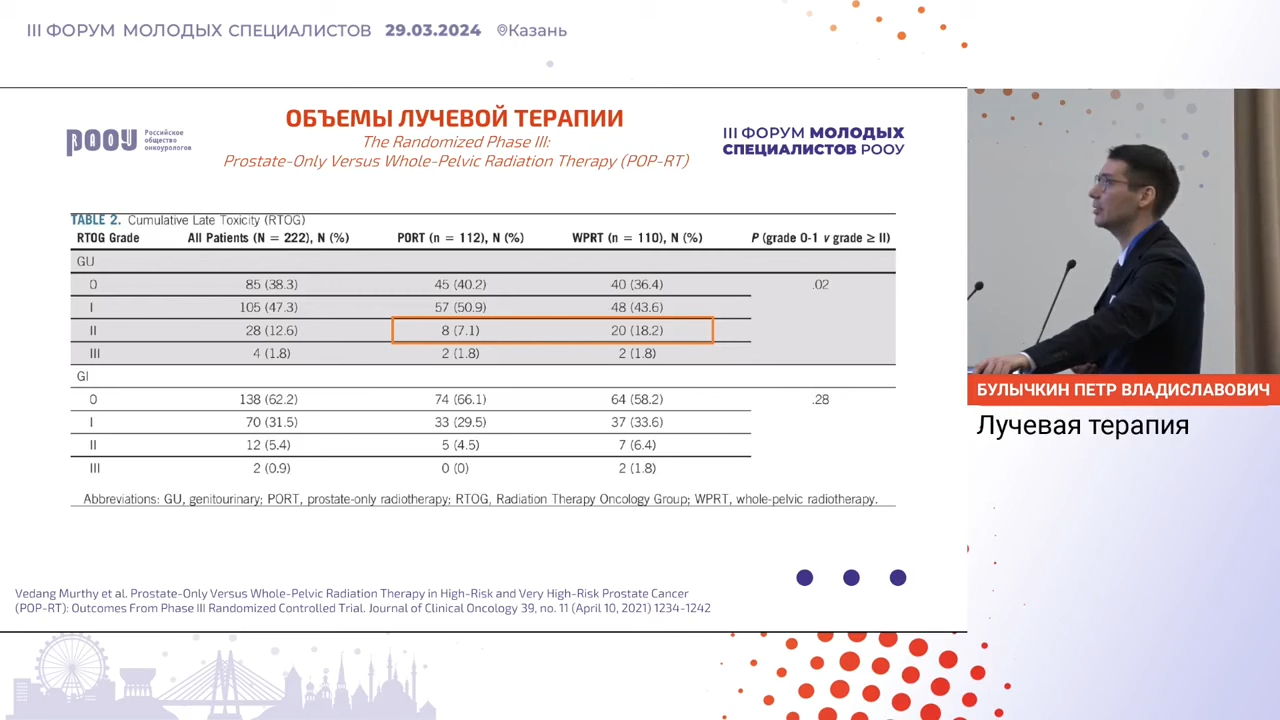 III ФОРУМ МОЛОДЫХ СПЕЦИАЛИСТОВ 29.03.2024 Казань
ОБЪЕМЫ ЛУЧЕВОЙ ТЕРАПИИ
The Randomized Phase III:
Prostate-Only Versus Whole-Pelvic Radiation Therapy (POP-RT)
РООУ
Российское
общество
онкоурологов
III ФОРУМ МОЛОДЫХ
СПЕЦИАЛИСТОВ РООУ
TABLE 2. Cumulative Late Toxicity (RTOG)
RTOG Grade All Patients (N = 222), N (%) PORT (n = 112), N (%) WPRT (n = 110), N (%) P (grade 0-1 v grade ≥ II)
GU
0 85 (38.3) 45 (40.2) 40 (36.4) .02
I 105 (47.3) 57 (50.9) 48 (43.6)
II 28 (12.6) 8 (7.1) 20 (18.2)
III 4 (1.8) 2 (1.8) 2 (1.8)
GI
0 138 (62.2) 74 (66.1) 64 (58.2) .28
I 70 (31.5) 33 (29.5) 37 (33.6)
II 12 (5.4) 5 (4.5) 7 (6.4)
III 2 (0.9) 0 (0) 2 (1.8)
Abbreviations: GU, genitourinary; PORT, prostate-only radiotherapy; RTOG, Radiation Therapy Oncology Group; WPRT, whole-pelvic radiotherapy.
Vedang Murthy et al. Prostate-Only Versus Whole-Pelvic Radiation Therapy in High-Risk and Very High-Risk Prostate Cancer
(POP-RT): Outcomes From Phase III Randomized Controlled Trial. Journal of Clinical Oncology 39, no. 11 (April 10, 2021) 1234-1242
БУЛЫЧКИН ПЕТР ВЛАДИСЛАВОВИЧ
Лучевая терапия